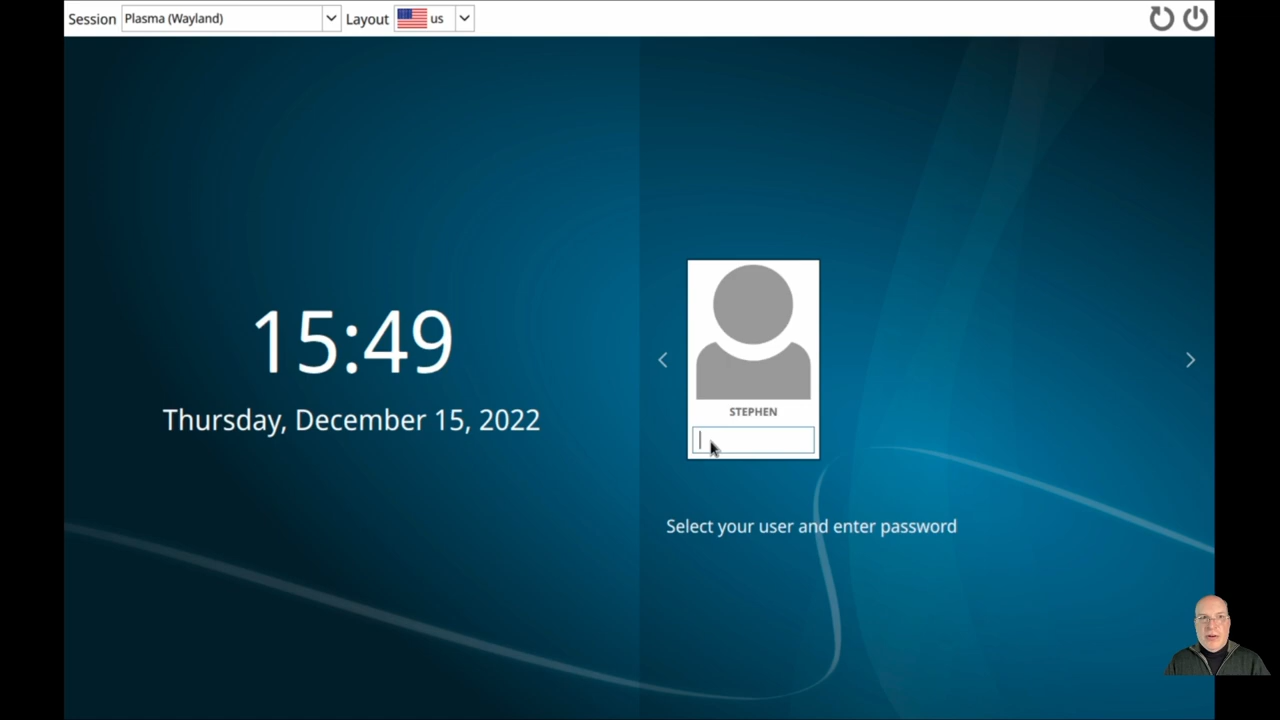 Session Plasma (Wayland) Layout us
15:49
Thursday, December 15, 2022
STEPHEN
Select your user and enter password